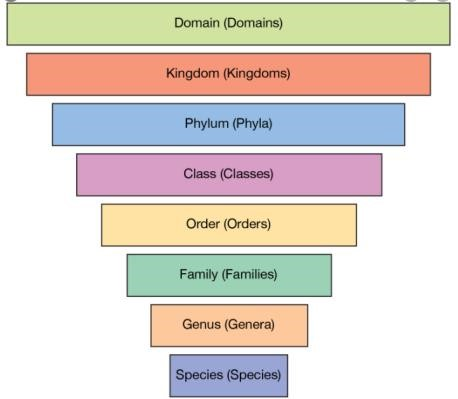 Domain (Domains)
Kingdom (Kingdoms)
Phylum (Phyla)
Class (Classes)
Order (Orders)
Family (Families)
Genus (Genera)
Species (Species)